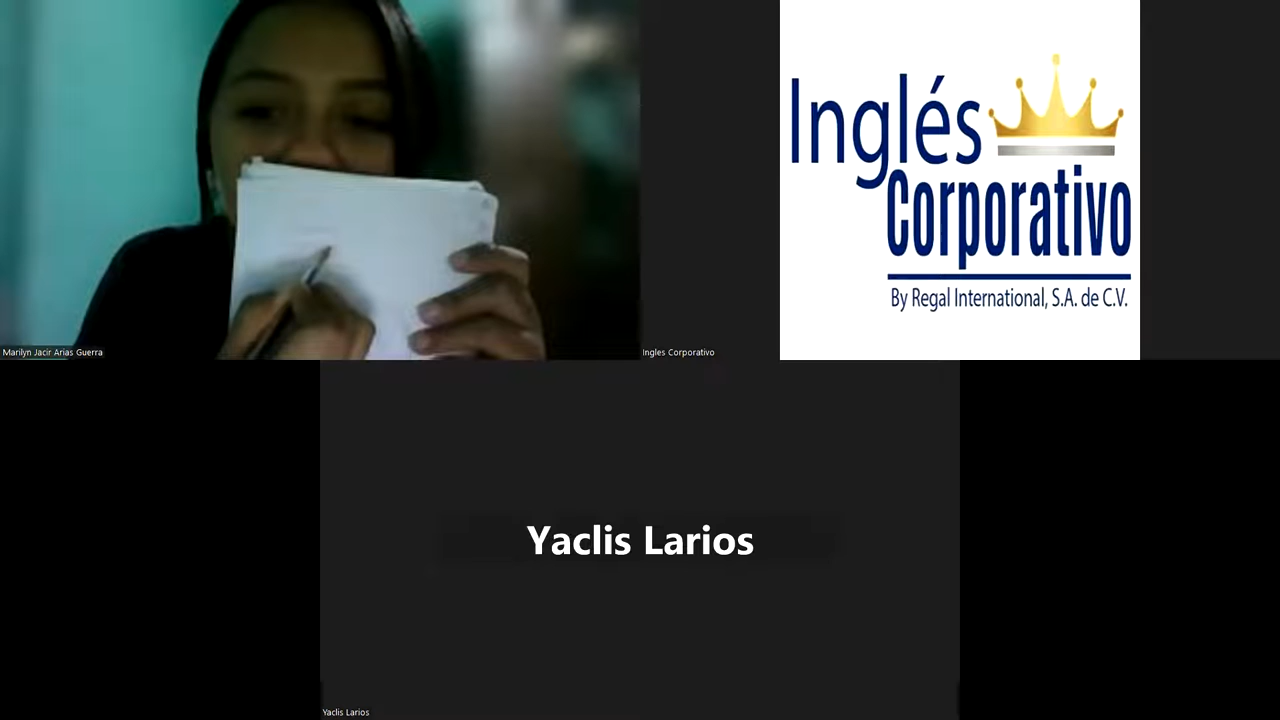 Inglés
Corporativo
By Regal International, S.A. de C.V.
Marilyn Jacir Arias Guerra
Ingles Corporativo
Yaclis Larios
Yaclis Larios